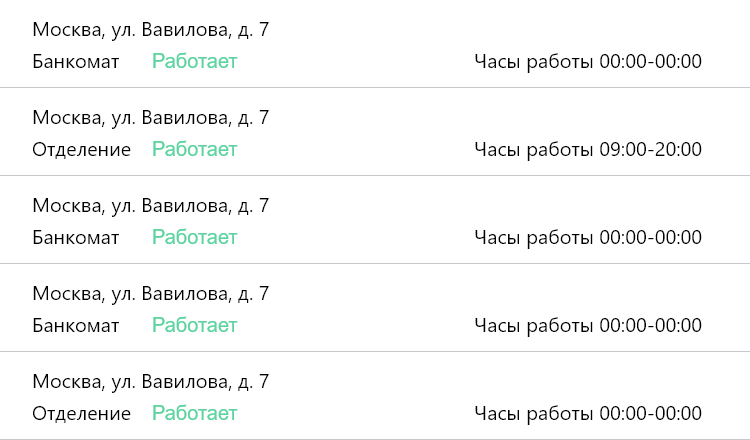 Москва, ул. Вавилова, д. 7
Банкомат Работает Часы работы 00:00-00:00
Москва, ул. Вавилова, д. 7
Отделение Работает Часы работы 09:00-20:00
Москва, ул. Вавилова, д. 7
Банкомат Работает Часы работы 00:00-00:00
Москва, ул. Вавилова, д. 7
Банкомат Работает Часы работы 00:00-00:00
Москва, ул. Вавилова, д. 7
Отделение Работает Часы работы 00:00-00:00